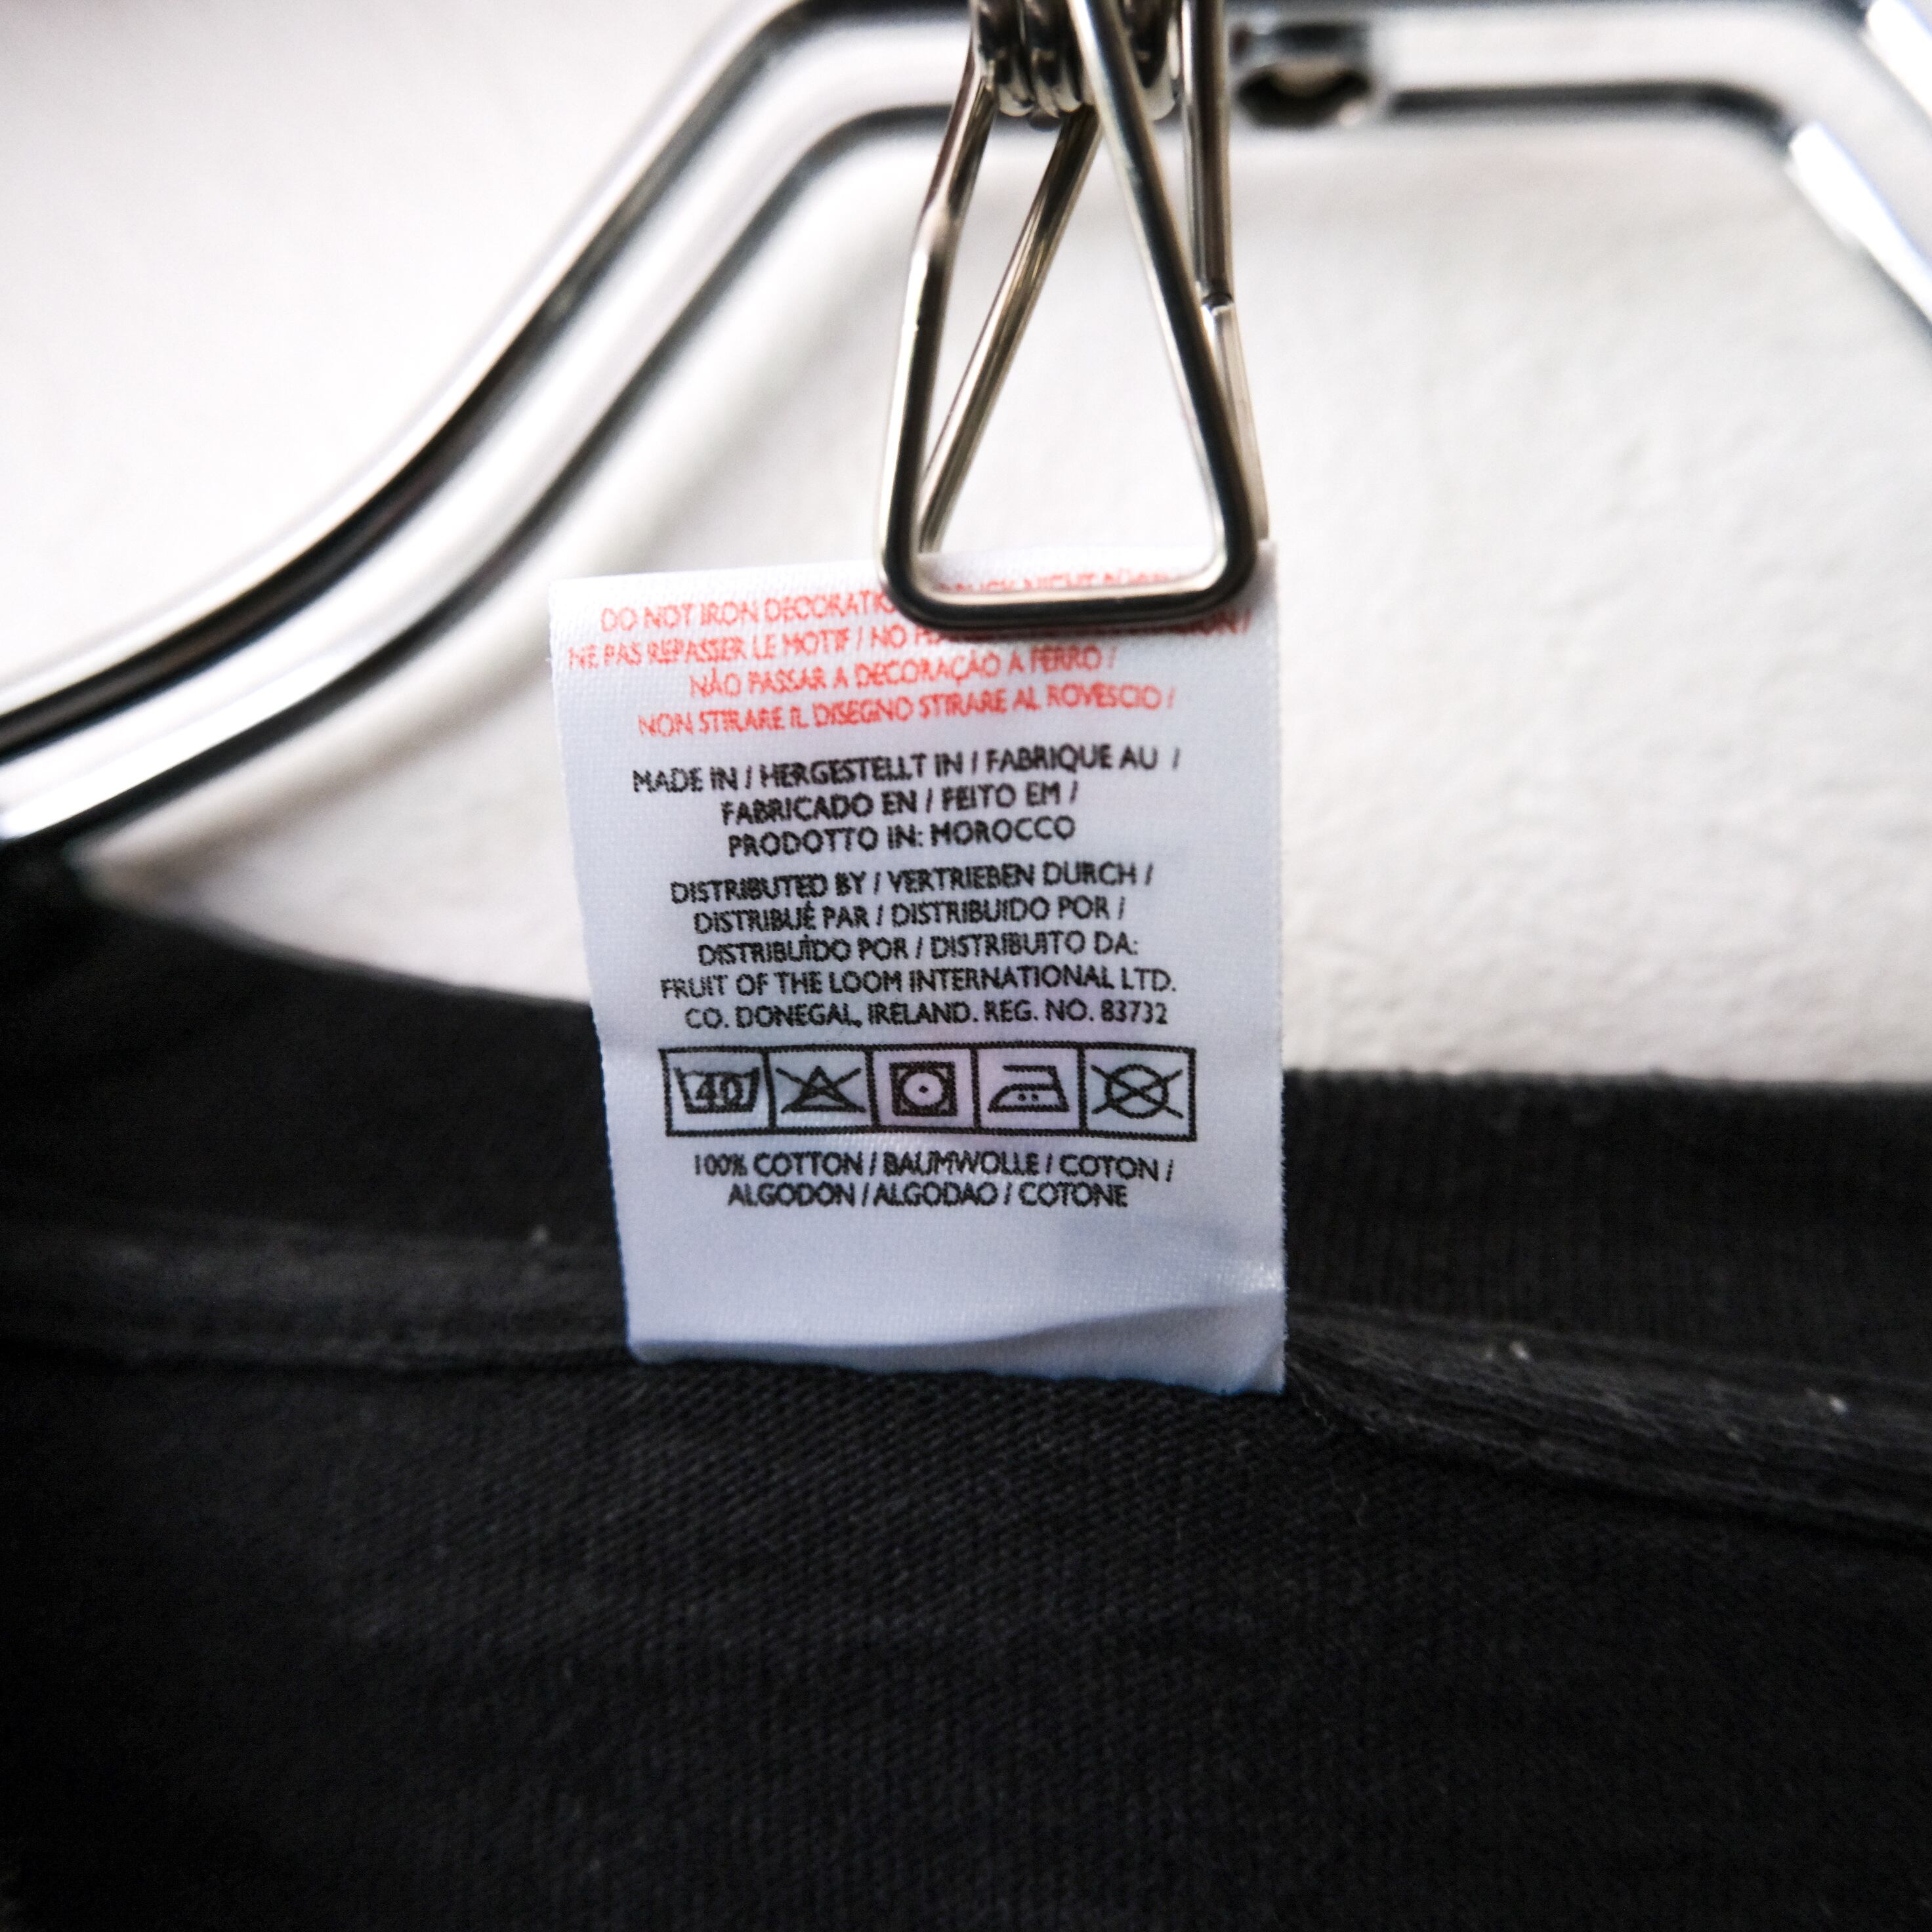 DO NOT IRON DECORATIO NICHT
NE PAS REPASSER LE MOTIF / NO
NÃO PASSAR A DECORAÇÃO A FERRO /
NON STIRARE IL DISEGNO STIRARE AL ROVESCIO /
MADE IN / HERGESTELLT IN / FABRIQUE AU /
FABRICADO EN / FEITO EM /
PRODOTTO IN: MOROCCO
DISTRIBUTED BY / VERTRIEBEN DURCH /
DISTRIBUÉ PAR / DISTRIBUIDO POR /
DISTRIBUÍDO POR / DISTRIBUITO DA:
FRUIT OF THE LOOM INTERNATIONAL LTD.
CO. DONEGAL, IRELAND. REG. NO. 83732
40
100% COTTON / BAUMWOLLE / COTON /
ALGODON / ALGODAO / COTONE